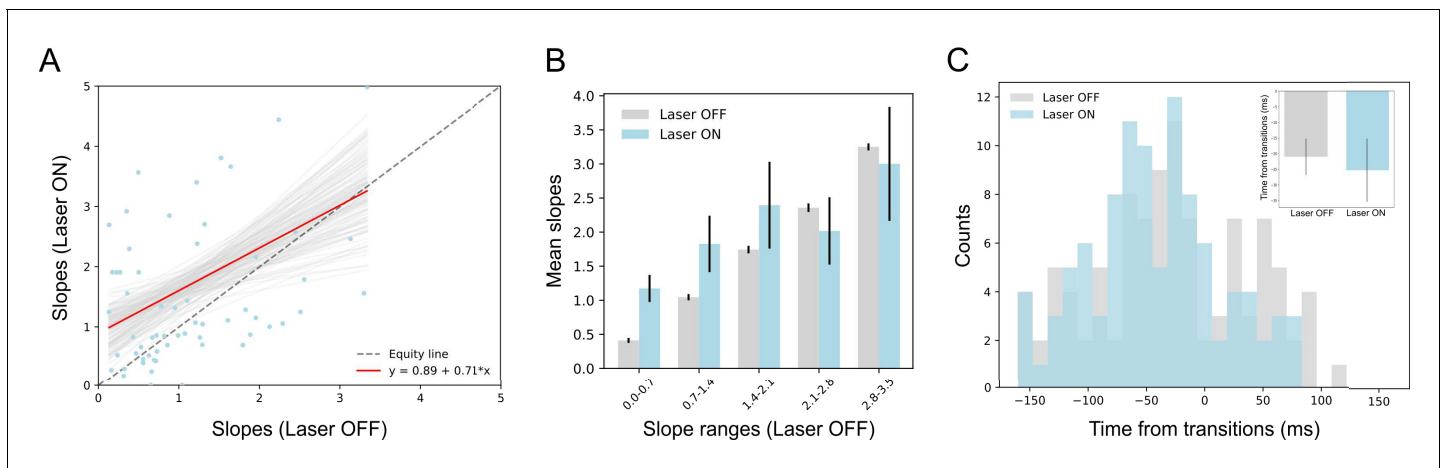 A
5
4
3
2
1
0
0
1
2
3
4
5
Slopes (Laser ON)
Slopes (Laser OFF)
Equity line
y = 0.89 + 0.71*x
B
4.0
3.5
3.0
2.5
2.0
1.5
1.0
0.5
0.0
Mean slopes
Laser OFF
Laser ON
0.0-0.7
0.7-1.4
1.4-2.1
2.1-2.8
2.8-3.5
Slope ranges (Laser OFF)
C
12
10
8
6
4
2
0
Counts
Laser OFF
Laser ON
−150
−100
−50
0
50
100
150
Time from transitions (ms)
Time from transitions (ms)
Laser OFF
Laser ON